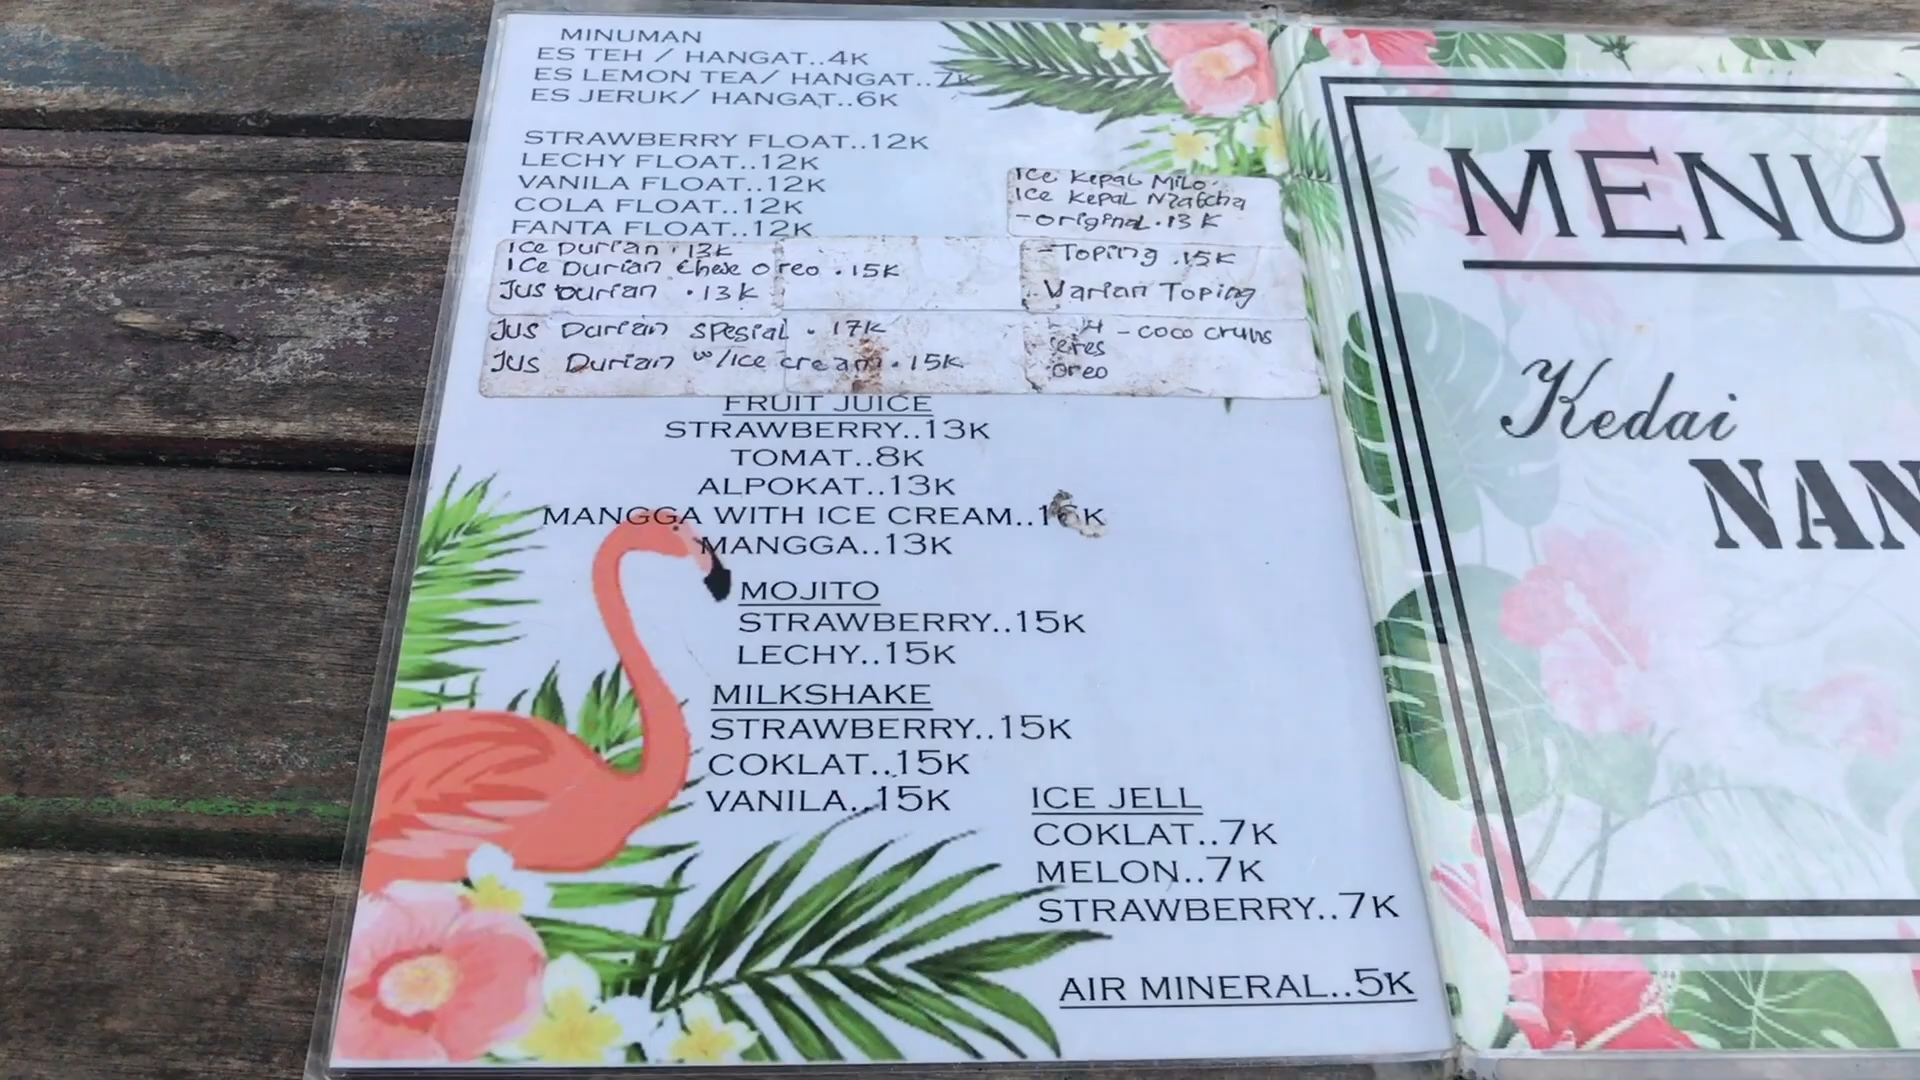 MINUMAN
ES TEH / HANGAT..4K
ES LEMON TEA/ HANGAT..7K
ES JERUK/ HANGAT..6K
STRAWBERRY FLOAT..12K
LECHY FLOAT..12K
VANILA FLOAT..12K
COLA FLOAT..12K
FANTA FLOAT..12K
Ice Durian . 13K
Ice Durian Chese Oreo . 15K
Jus Durian . 13K
Jus Durian Spesial . 17K
Jus Durian w/Ice cream . 15K
Ice Kepal Milo
Ice Kepal Matcha
- Original . 13 K
- Toping . 15K
- Varian Toping
- coco cruns
oreo
FRUIT JUICE
STRAWBERRY..13K
TOMAT..8K
ALPOKAT..13K
MANGGA WITH ICE CREAM..16K
MANGGA..13K
MOJITO
STRAWBERRY..15K
LECHY..15K
MILKSHAKE
STRAWBERRY..15K
COKLAT..15K
VANILA..15K
ICE JELL
COKLAT..7K
MELON..7K
STRAWBERRY..7K
AIR MINERAL..5K
MENU
Kedai
NAN